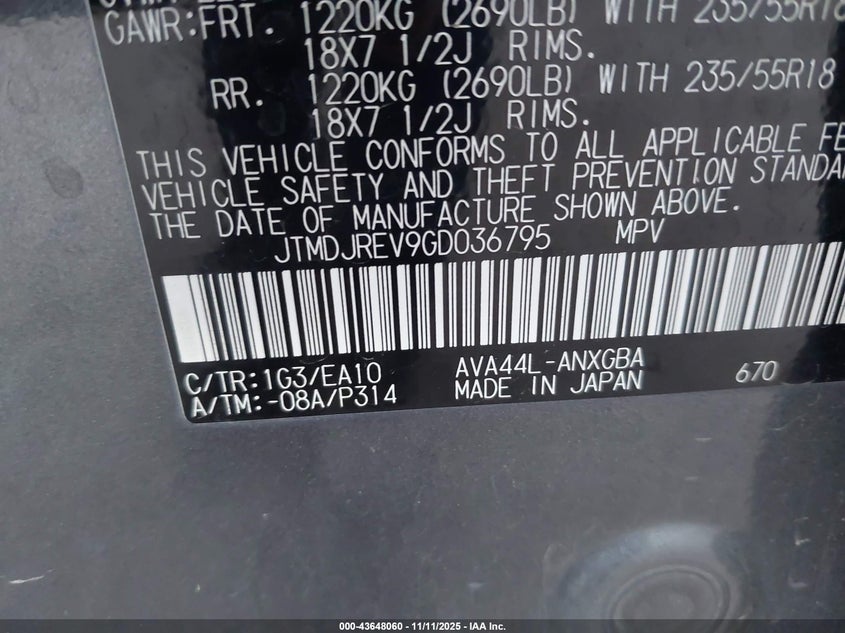 GAWR:FRT. 1220KG (2690LB) WITH 235/55R18
18X7 1/2J RIMS.
RR. 1220KG (2690LB) WITH 235/55R18
18X7 1/2J RIMS.
THIS VEHICLE CONFORMS TO ALL APPLICABLE FE
VEHICLE SAFETY AND THEFT PREVENTION STANDA
THE DATE OF MANUFACTURE SHOWN ABOVE.
JTMDJREV9GD036795 MPV
C/TR:1G3/EA10 AVA44L-ANXGBA 670
A/TM:-08A/P314 MADE IN JAPAN
000-43648060 - 11/11/2025 - IAA Inc.